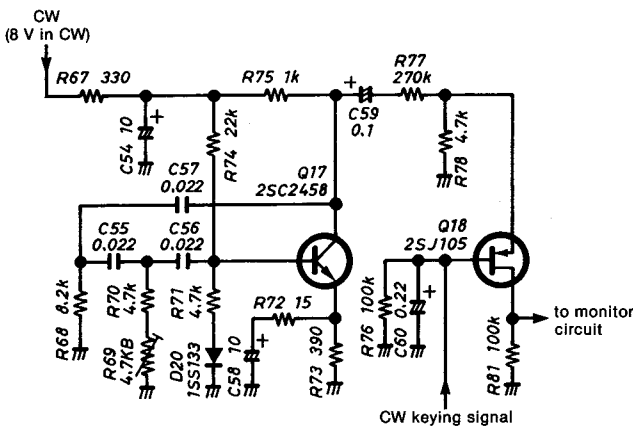 CW
(8 V in CW)
R67 330
C54 10
+
R74 22k
R75 1k
+
C59
0.1
R77
270k
R78 4.7k
C57
0.022
Q17
2SC2458
C55
0.022
C56
0.022
R68 8.2k
R70 4.7k
R69
4.7KB
R71 4.7k
D20
1SS133
R72 15
C58 10
+
R73 390
Q18
2SJ105
R76 100k
C60 0.22
+
R81 100k
to monitor
circuit
CW keying signal